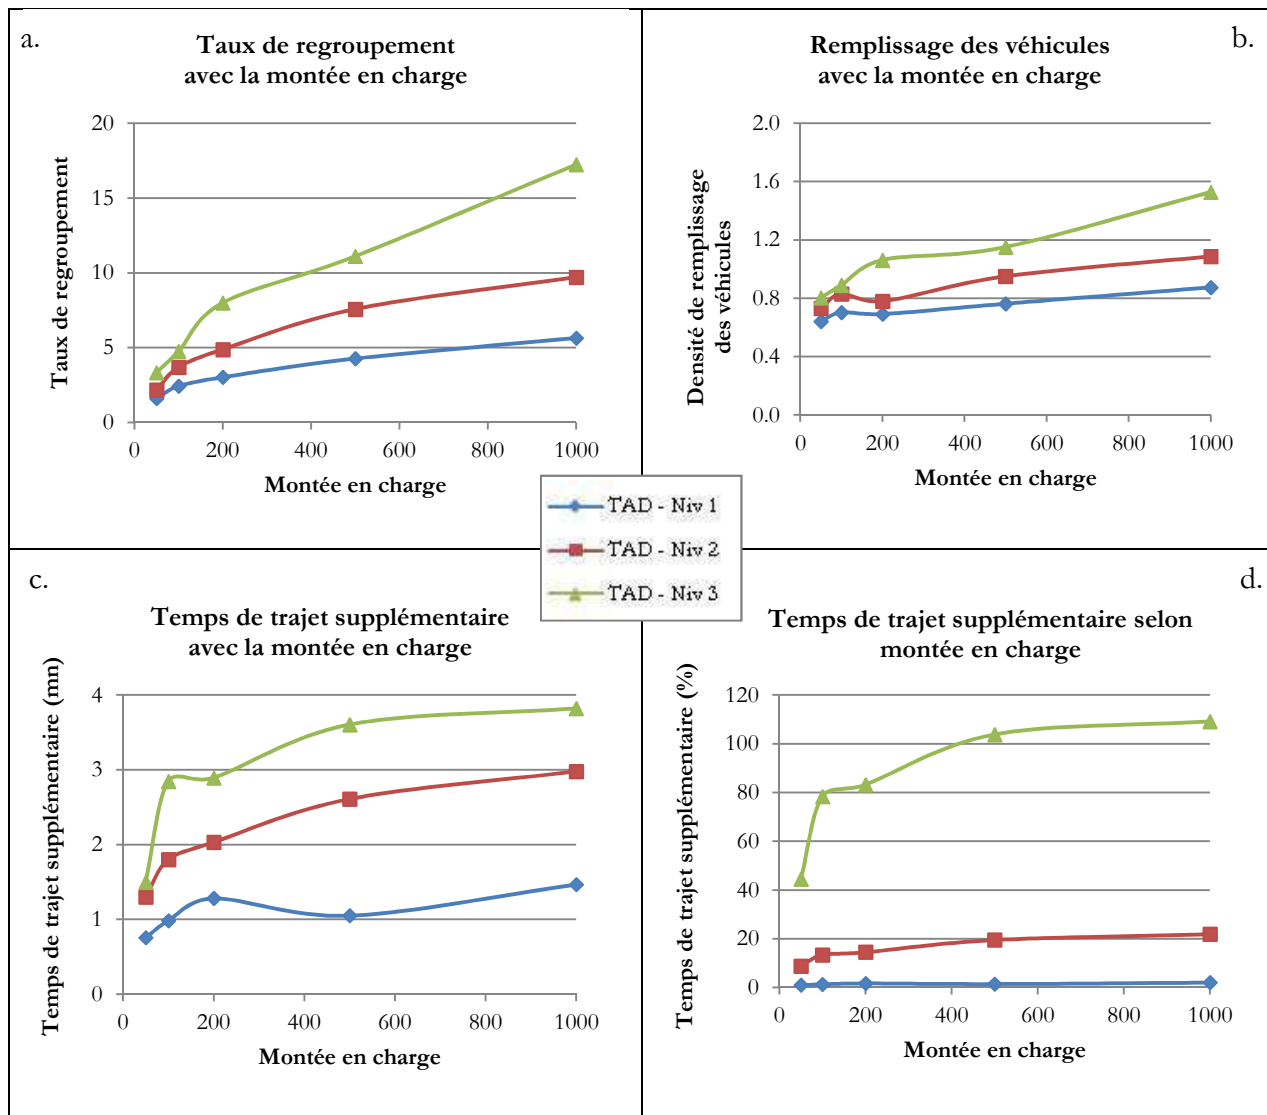 a.
Taux de regroupement
avec la montée en charge
Taux de regroupement
20
15
10
5
0
0 200 400 600 800 1000
Montée en charge
b.
Remplissage des véhicules
avec la montée en charge
Densité de remplissage
des véhicules
2.0
1.6
1.2
0.8
0.4
0.0
0 200 400 600 800 1000
Montée en charge
TAD - Niv 1
TAD - Niv 2
TAD - Niv 3
c.
Temps de trajet supplémentaire
avec la montée en charge
Temps de trajet supplémentaire (mn)
4
3
2
1
0
0 200 400 600 800 1000
Montée en charge
d.
Temps de trajet supplémentaire selon
montée en charge
Temps de trajet supplémentaire (%)
120
100
80
60
40
20
0
0 200 400 600 800 1000
Montée en charge